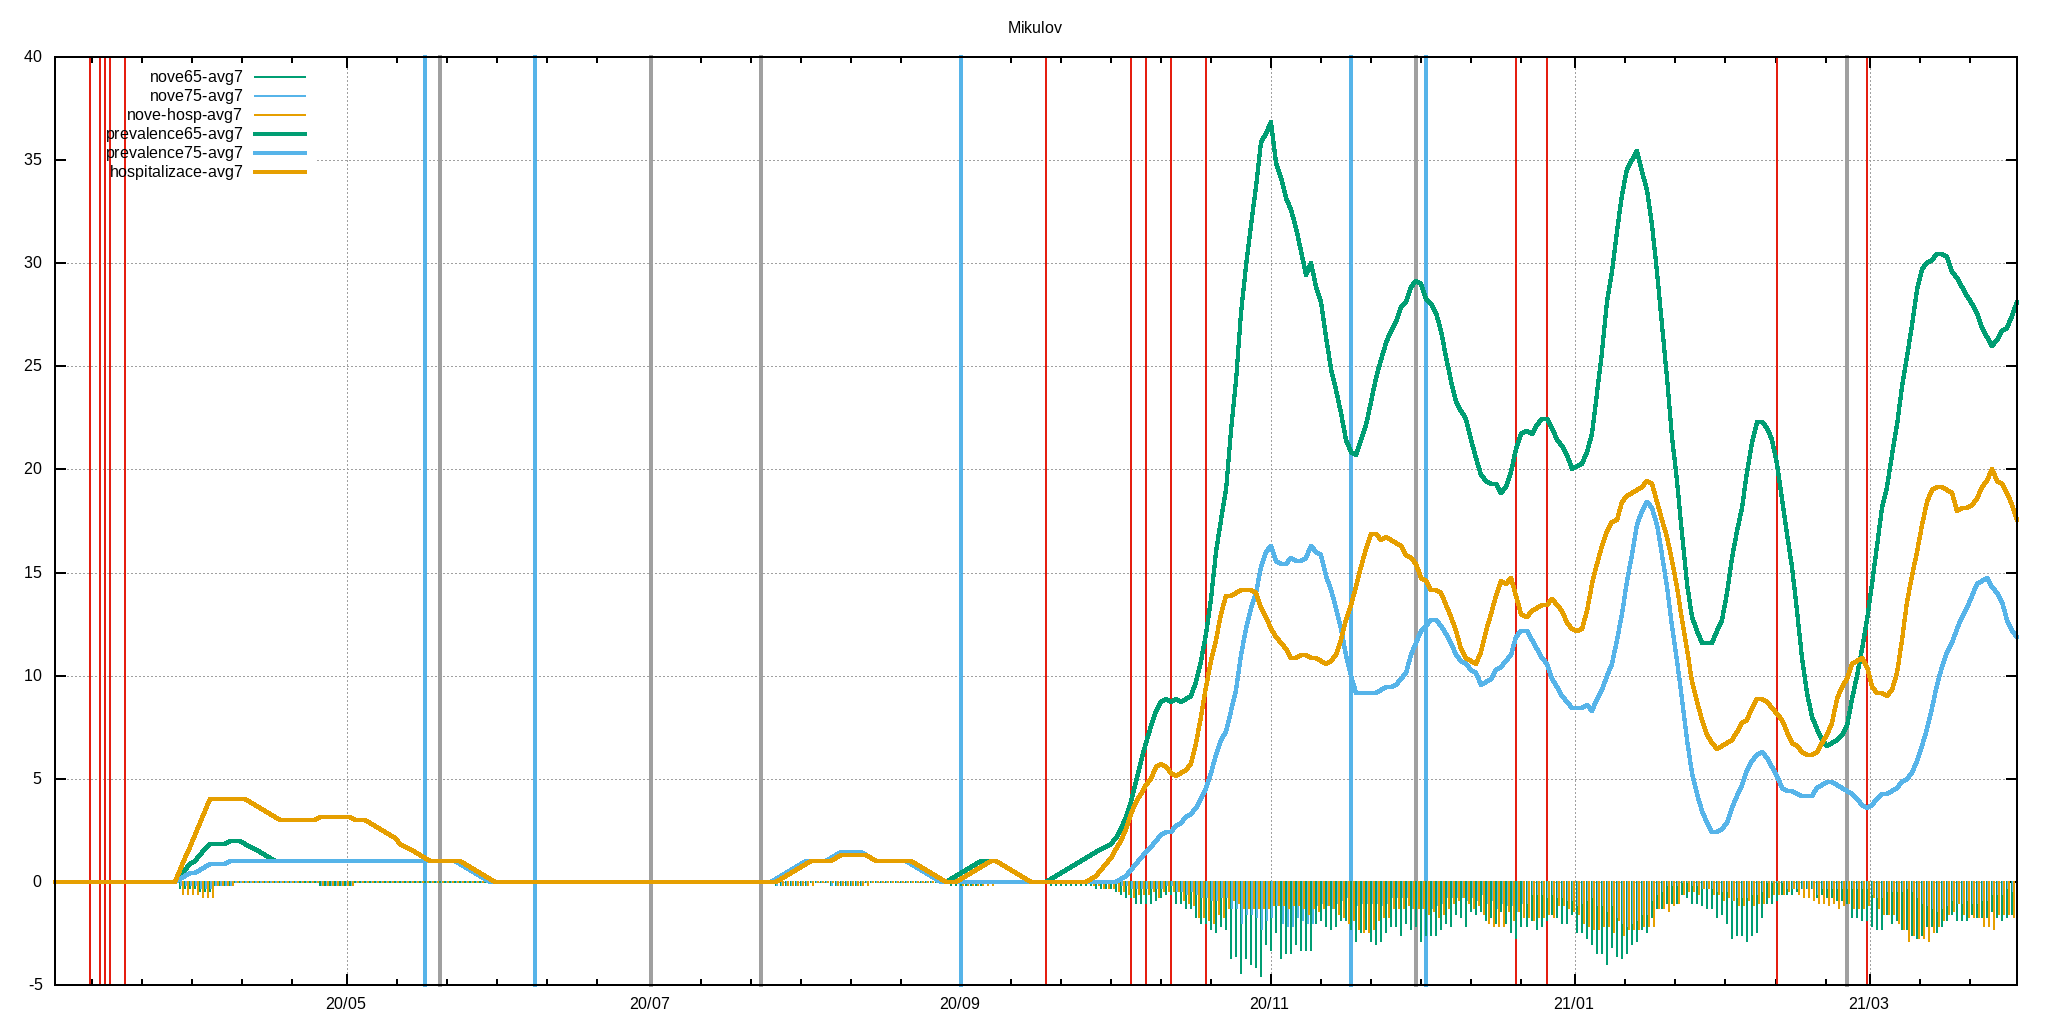 Mikulov
40
nove65-avg7
nove75-avg7
nove-hosp-avg7
prevalence65-avg7
prevalence75-avg7
hospitalizace-avg7
35
30
25
20
15
10
5
0
-5
20/05 20/07 20/09 20/11 21/01 21/03